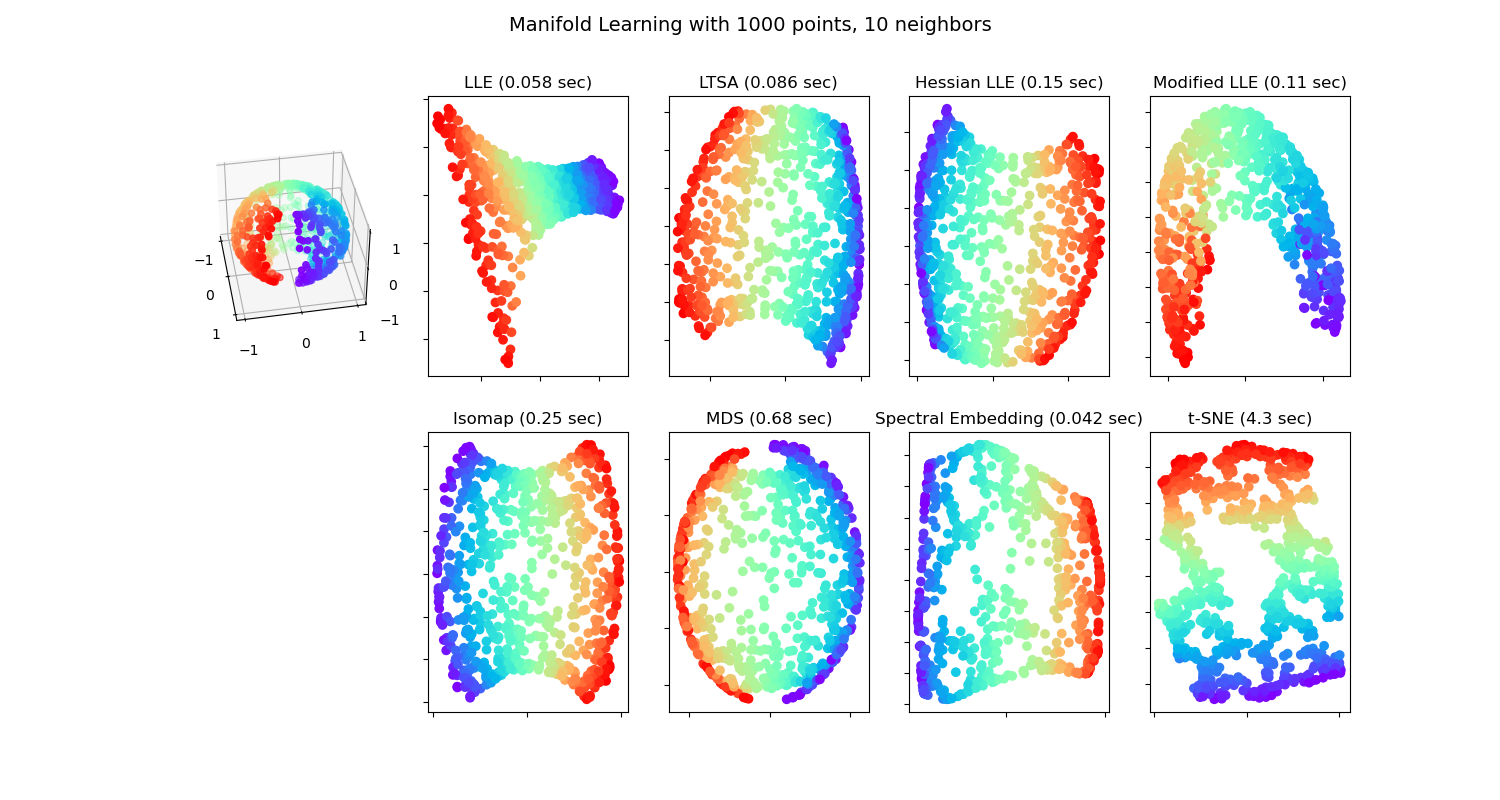 Manifold Learning with 1000 points, 10 neighbors
LLE (0.058 sec)
LTSA (0.086 sec)
Hessian LLE (0.15 sec)
Modified LLE (0.11 sec)
−1
0
1
−1
0
1
1
0
−1
Isomap (0.25 sec)
MDS (0.68 sec)
Spectral Embedding (0.042 sec)
t-SNE (4.3 sec)